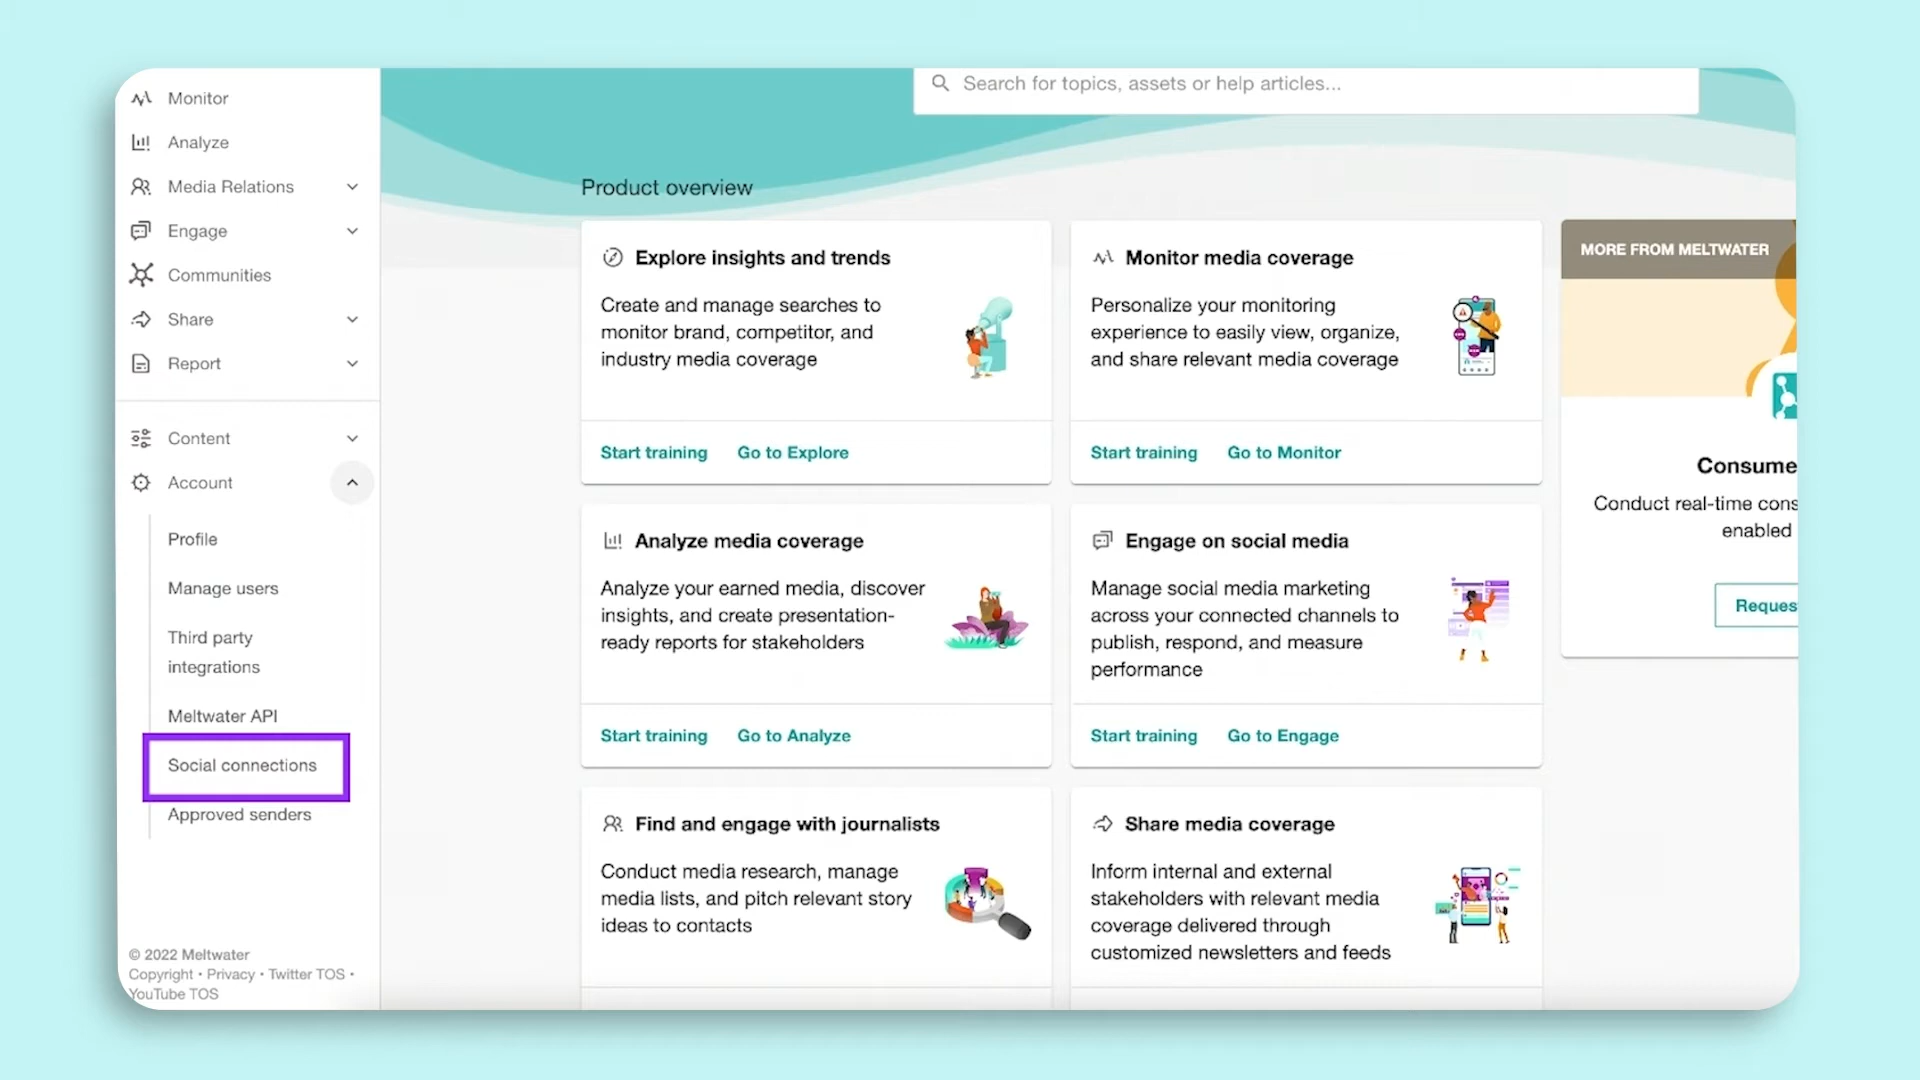 Monitor
Analyze
Media Relations
Engage
Communities
Share
Report
Content
Account
Profile
Manage users
Third party
integrations
Meltwater API
Social connections
Approved senders
© 2022 Meltwater
Copyright • Privacy • Twitter TOS •
YouTube TOS
Search for topics, assets or help articles...
Product overview
Explore insights and trends
Create and manage searches to
monitor brand, competitor, and
industry media coverage
Start training Go to Explore
Monitor media coverage
Personalize your monitoring
experience to easily view, organize,
and share relevant media coverage
Start training Go to Monitor
Analyze media coverage
Analyze your earned media, discover
insights, and create presentation-
ready reports for stakeholders
Start training Go to Analyze
Engage on social media
Manage social media marketing
across your connected channels to
publish, respond, and measure
performance
Start training Go to Engage
Find and engage with journalists
Conduct media research, manage
media lists, and pitch relevant story
ideas to contacts
Share media coverage
Inform internal and external
stakeholders with relevant media
coverage delivered through
customized newsletters and feeds
MORE FROM MELTWATER
Consume
Conduct real-time cons
enabled
Reques